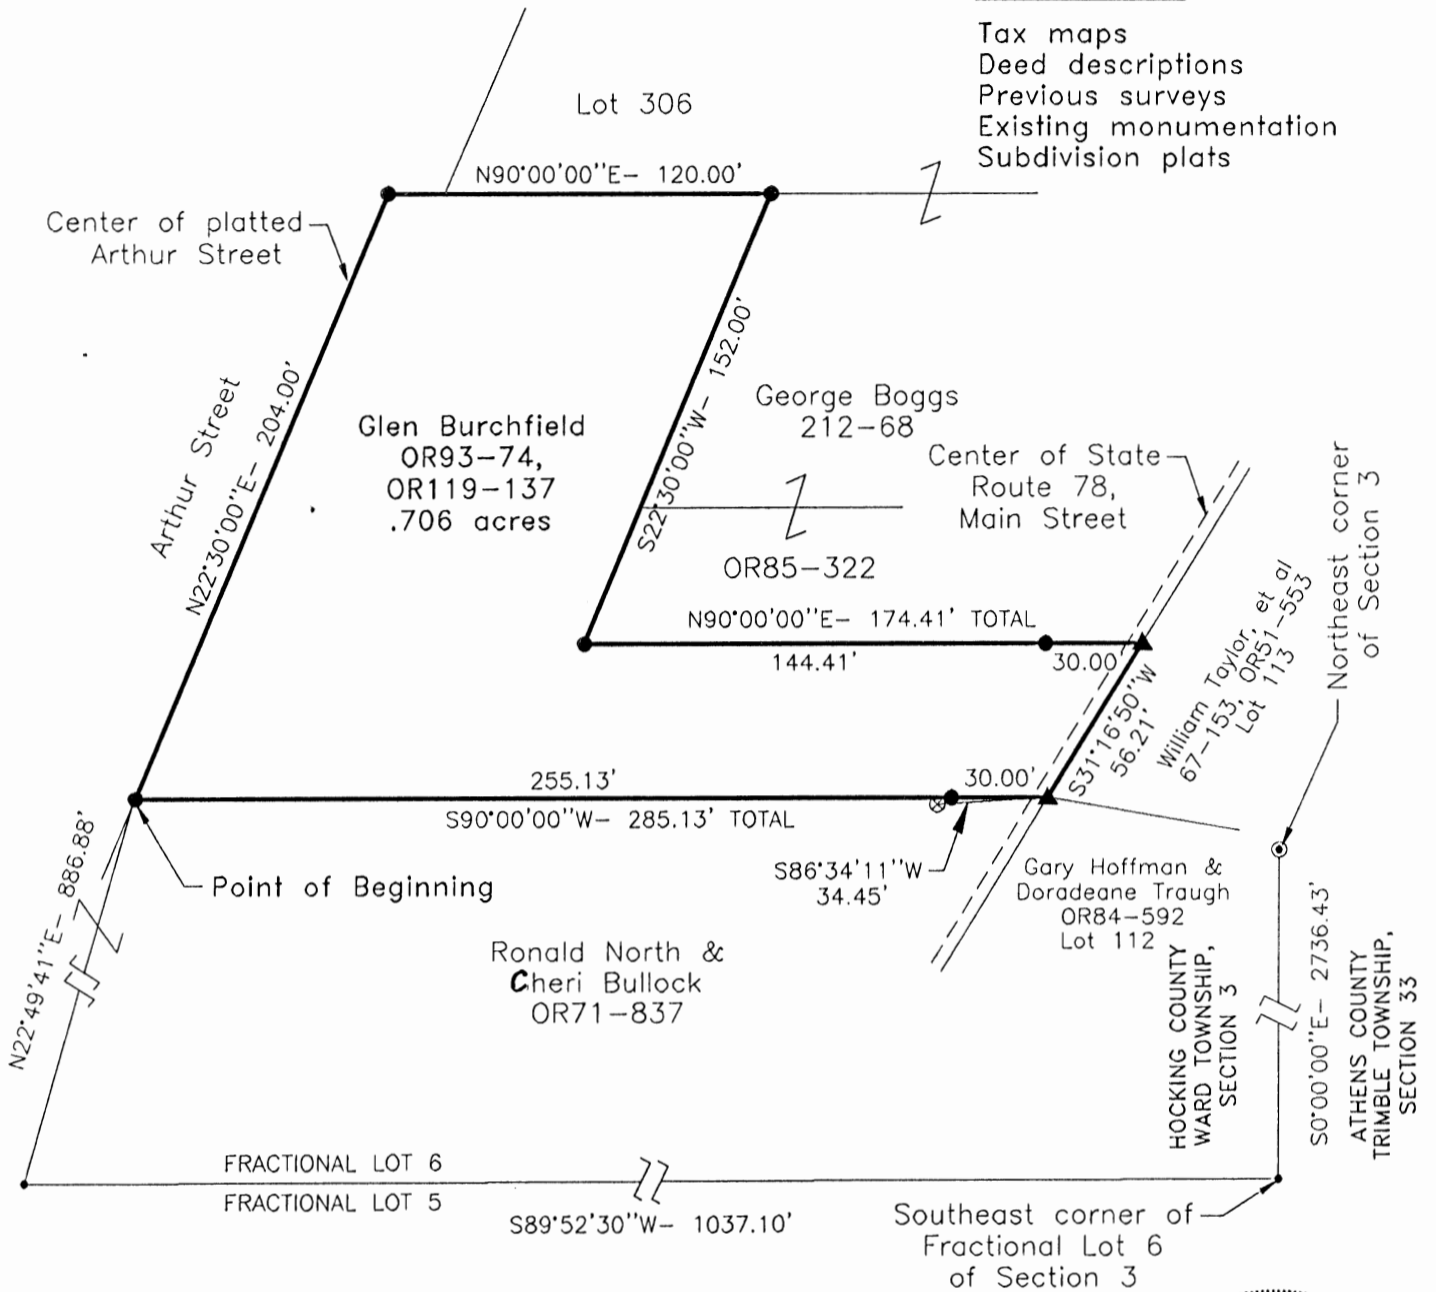 Tax maps
Deed descriptions
Previous surveys
Existing monumentation
Subdivision plats
Lot 306
N90°00'00"E- 120.00'
Center of platted
Arthur Street
Arthur Street
N22°30'00"E- 204.00'
Glen Burchfield
OR93-74,
OR119-137
.706 acres
S22°30'00"W- 152.00'
George Boggs
212-68
Center of State
Route 78,
Main Street
OR85-322
N90°00'00"E- 174.41' TOTAL
144.41'
30.00
S31°16'50"W
56.21'
William Taylor, et al
67-153, OR51-553
Lot 113
Northeast corner
of Section 3
255.13'
30.00'
S90°00'00"W- 285.13' TOTAL
S86°34'11"W
34.45'
Point of Beginning
N22°49'41"E- 886.88'
Gary Hoffman &
Doradeane Traugh
OR84-592
Lot 112
Ronald North &
Cheri Bullock
OR71-837
HOCKING COUNTY
WARD TOWNSHIP,
SECTION 3
S0°00'00"E- 2736.43'
ATHENS COUNTY
TRIMBLE TOWNSHIP,
SECTION 33
FRACTIONAL LOT 6
FRACTIONAL LOT 5
S89°52'30"W- 1037.10'
Southeast corner of
Fractional Lot 6
of Section 3